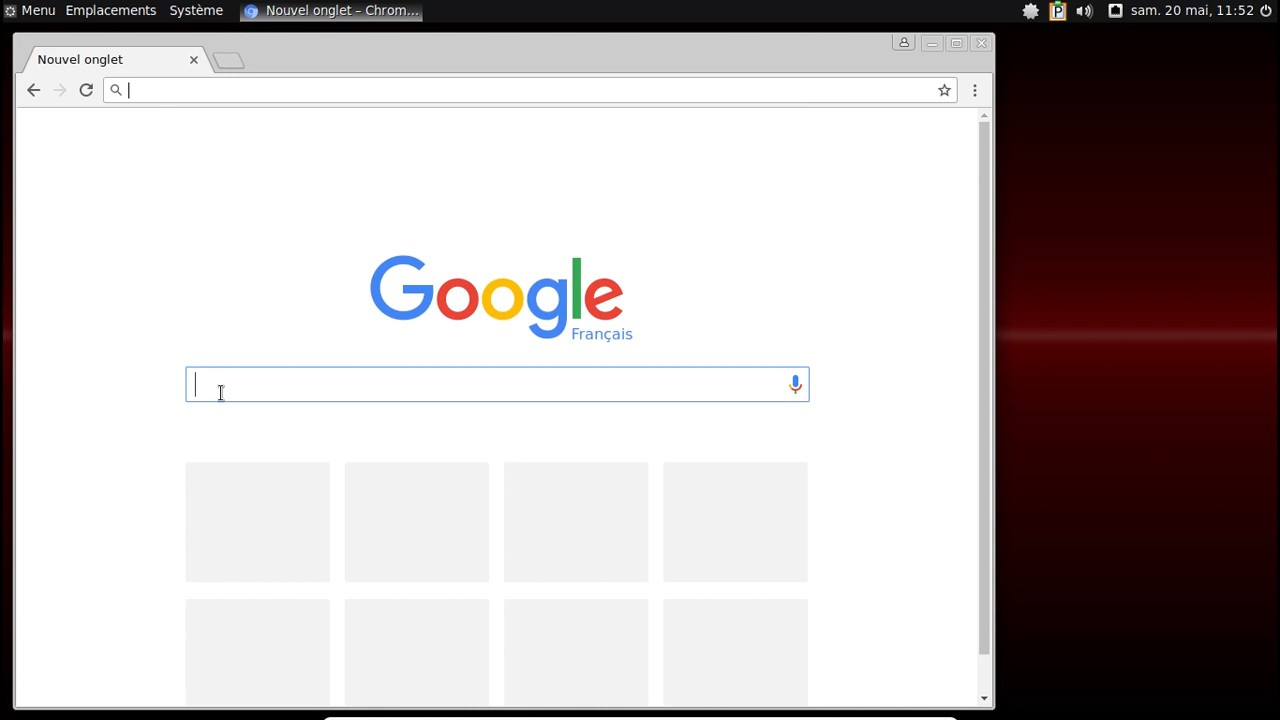 Menu Emplacements Système Nouvel onglet – Chrom... P sam. 20 mai, 11:52
Nouvel onglet
Google
Français